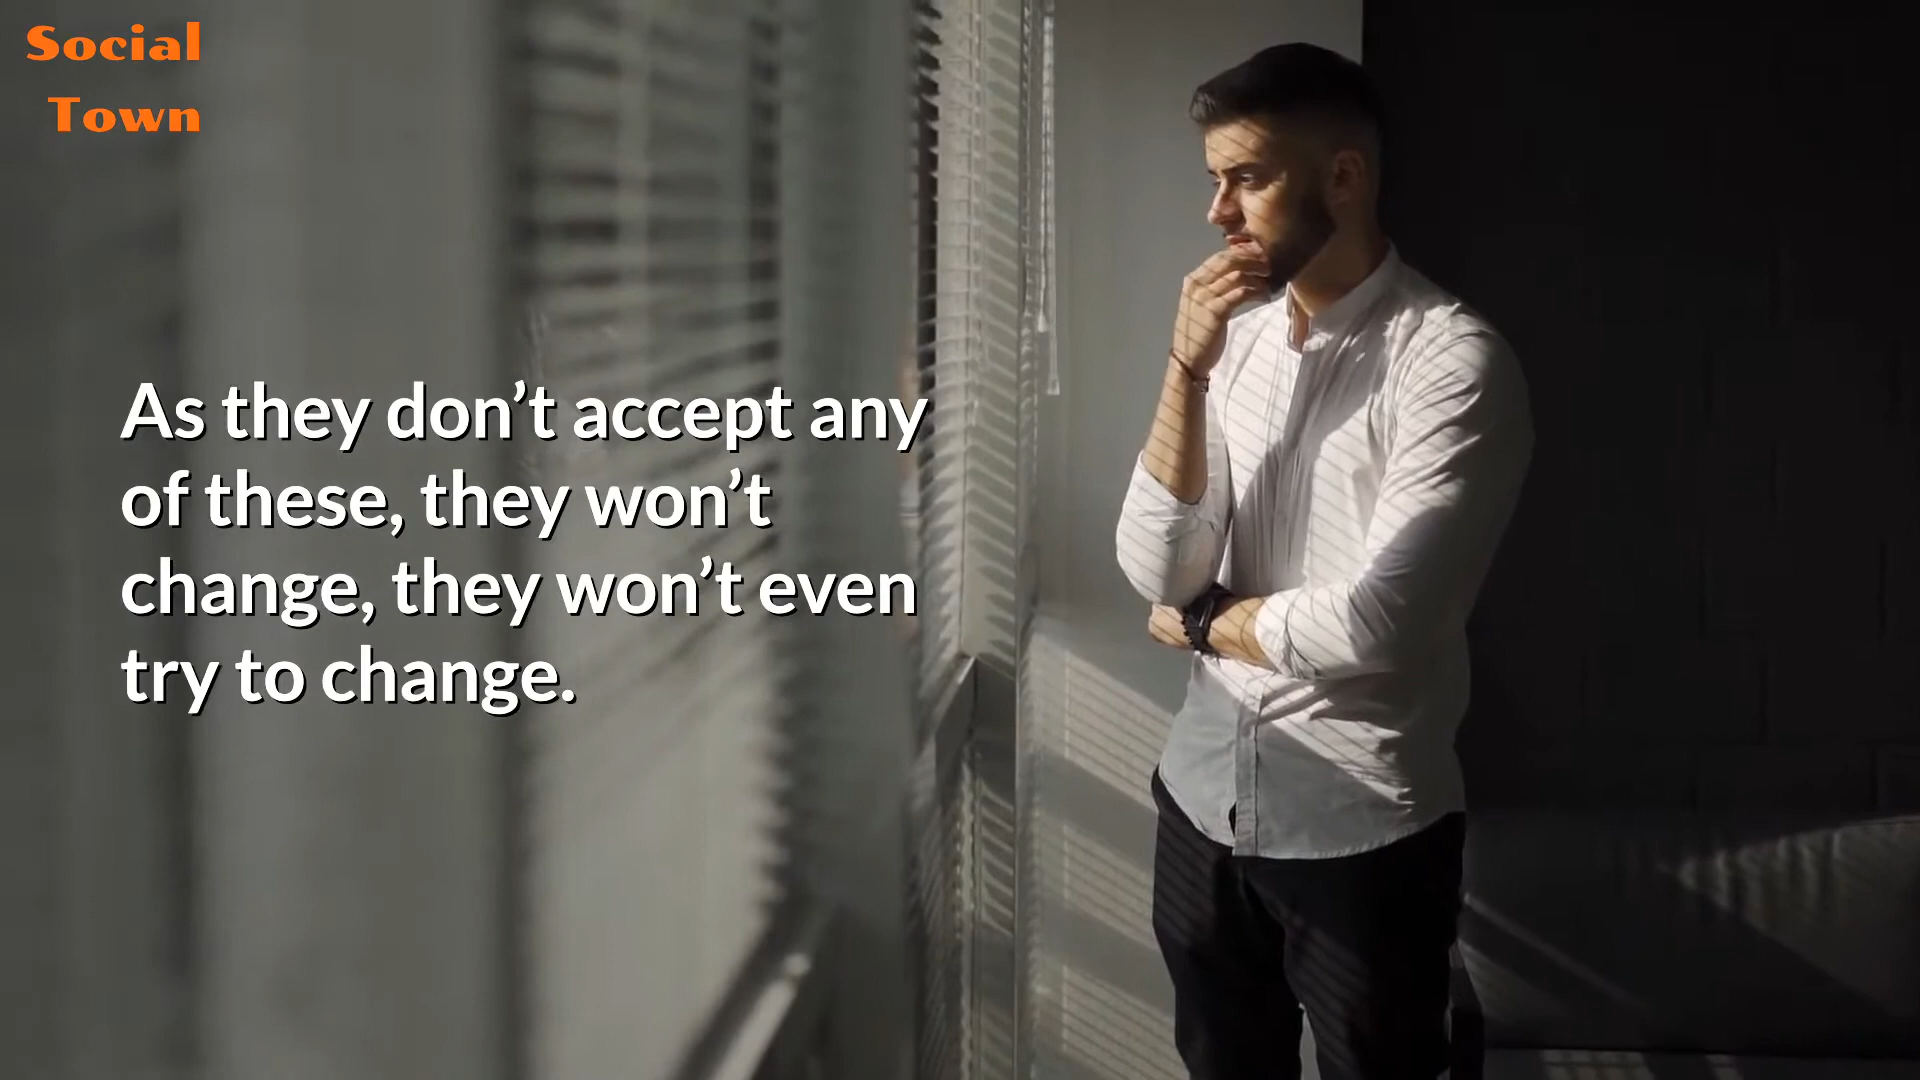 Social
Town
As they don’t accept any
of these, they won’t
change, they won’t even
try to change.